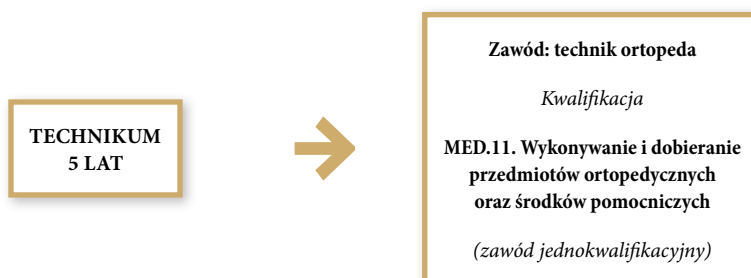 TECHNIKUM
5 LAT
Zawód: technik ortopeda
Kwalifikacja
MED.11. Wykonywanie i dobieranie
przedmiotów ortopedycznych
oraz środków pomocniczych
(zawód jednokwalifikacyjny)